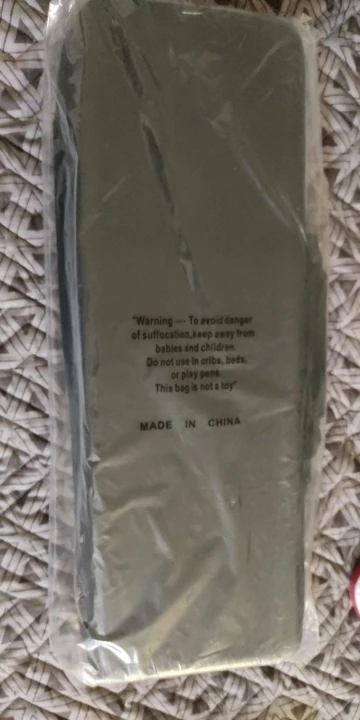 "Warning --- To avoid danger
of suffocation,keep away from
babies and children.
Do not use in cribs, beds,
or play pens.
This bag is not a toy"
MADE IN CHINA